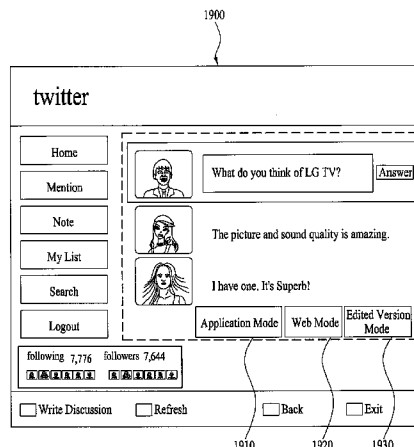 1900
twitter
Home
Mention
Note
My List
Search
Logout
What do you think of LG TV?
Answer
The picture and sound quality is amazing.
I have one. It's Superb!
Application Mode
Web Mode
Edited Version
Mode
following 7,776 followers 7,644
Write Discussion
Refresh
Back
Exit
1910
1920
1930